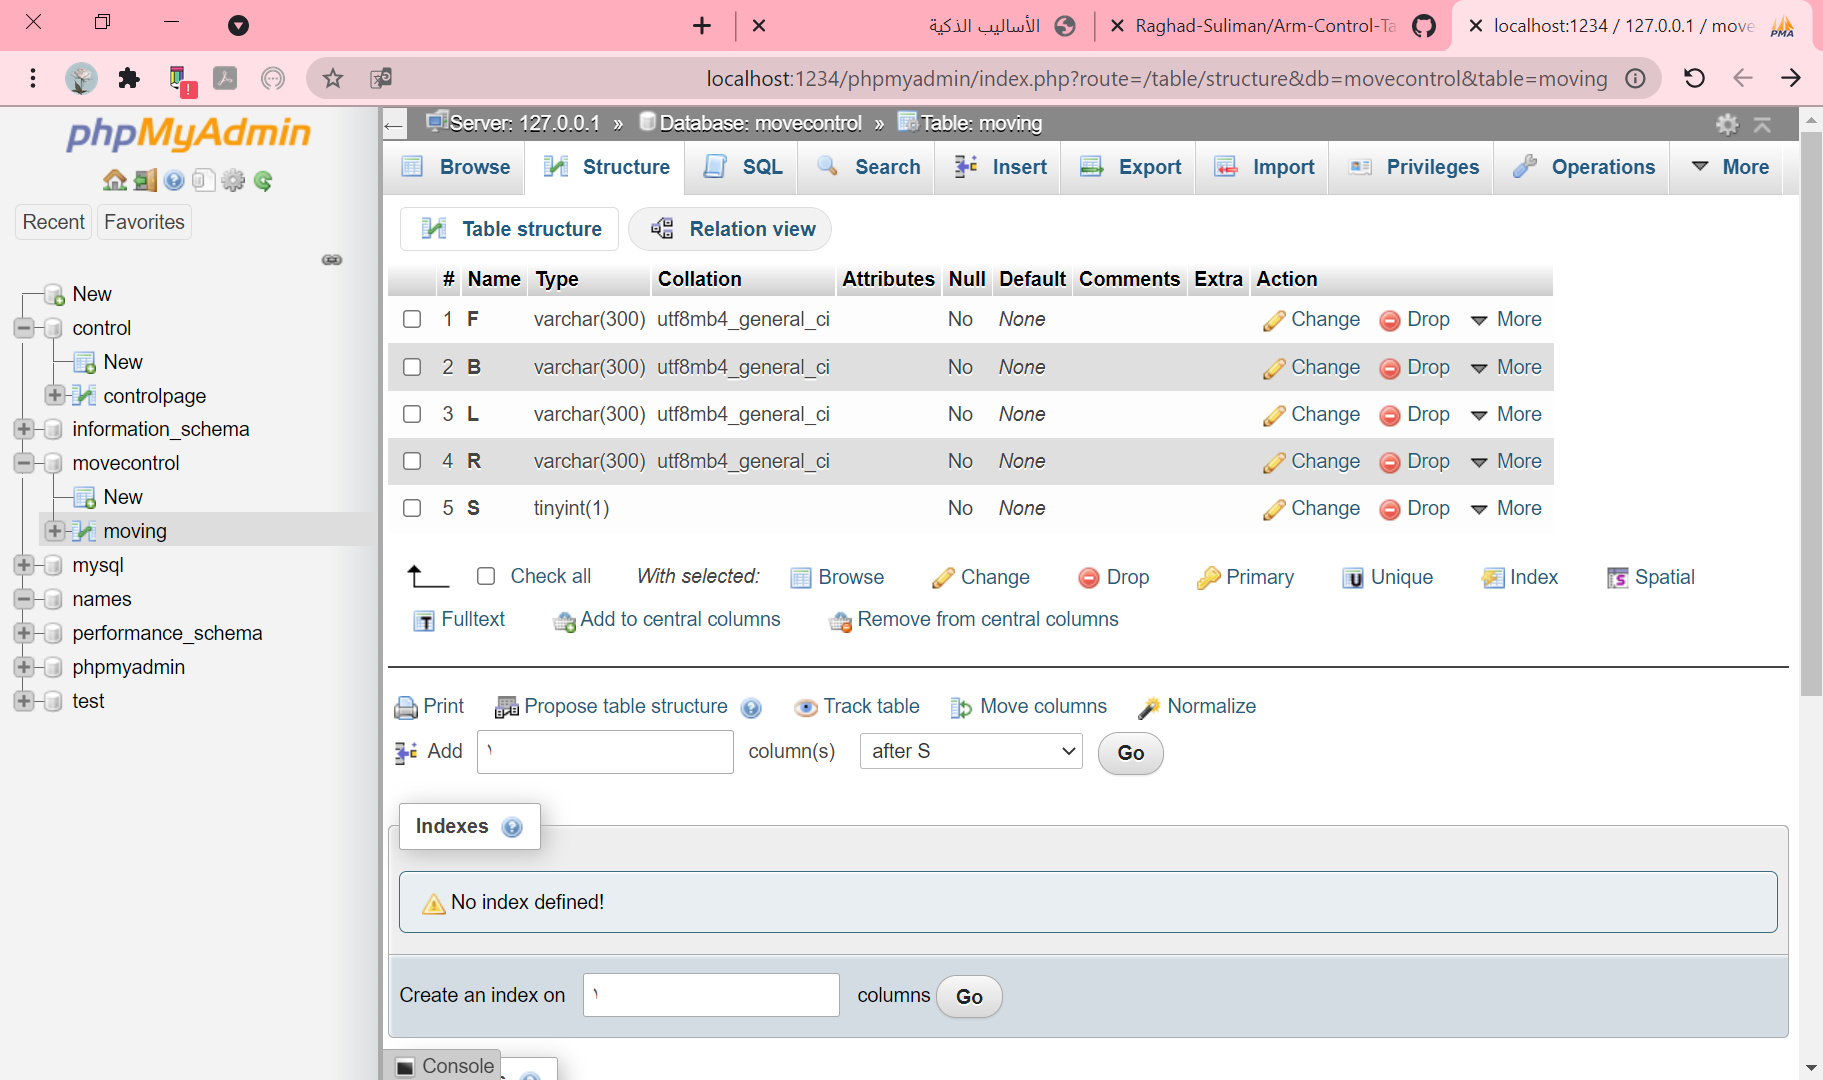 الأساليب الذكية
Raghad-Suliman/Arm-Control-Ta
localhost:1234 / 127.0.0.1 / move
PMA
localhost:1234/phpmyadmin/index.php?route=/table/structure&db=movecontrol&table=moving
phpMyAdmin
Recent Favorites
New
control
New
controlpage
information_schema
movecontrol
New
moving
mysql
names
performance_schema
phpmyadmin
test
Server: 127.0.0.1 » Database: movecontrol » Table: moving
Browse Structure SQL Search Insert Export Import Privileges Operations More
Table structure Relation view
# Name Type Collation Attributes Null Default Comments Extra Action
1 F varchar(300) utf8mb4_general_ci No None Change Drop More
2 B varchar(300) utf8mb4_general_ci No None Change Drop More
3 L varchar(300) utf8mb4_general_ci No None Change Drop More
4 R varchar(300) utf8mb4_general_ci No None Change Drop More
5 S tinyint(1) No None Change Drop More
Check all With selected: Browse Change Drop Primary Unique Index Spatial
Fulltext Add to central columns Remove from central columns
Print Propose table structure Track table Move columns Normalize
Add ١ column(s) after S Go
Indexes
No index defined!
Create an index on ١ columns Go
Console